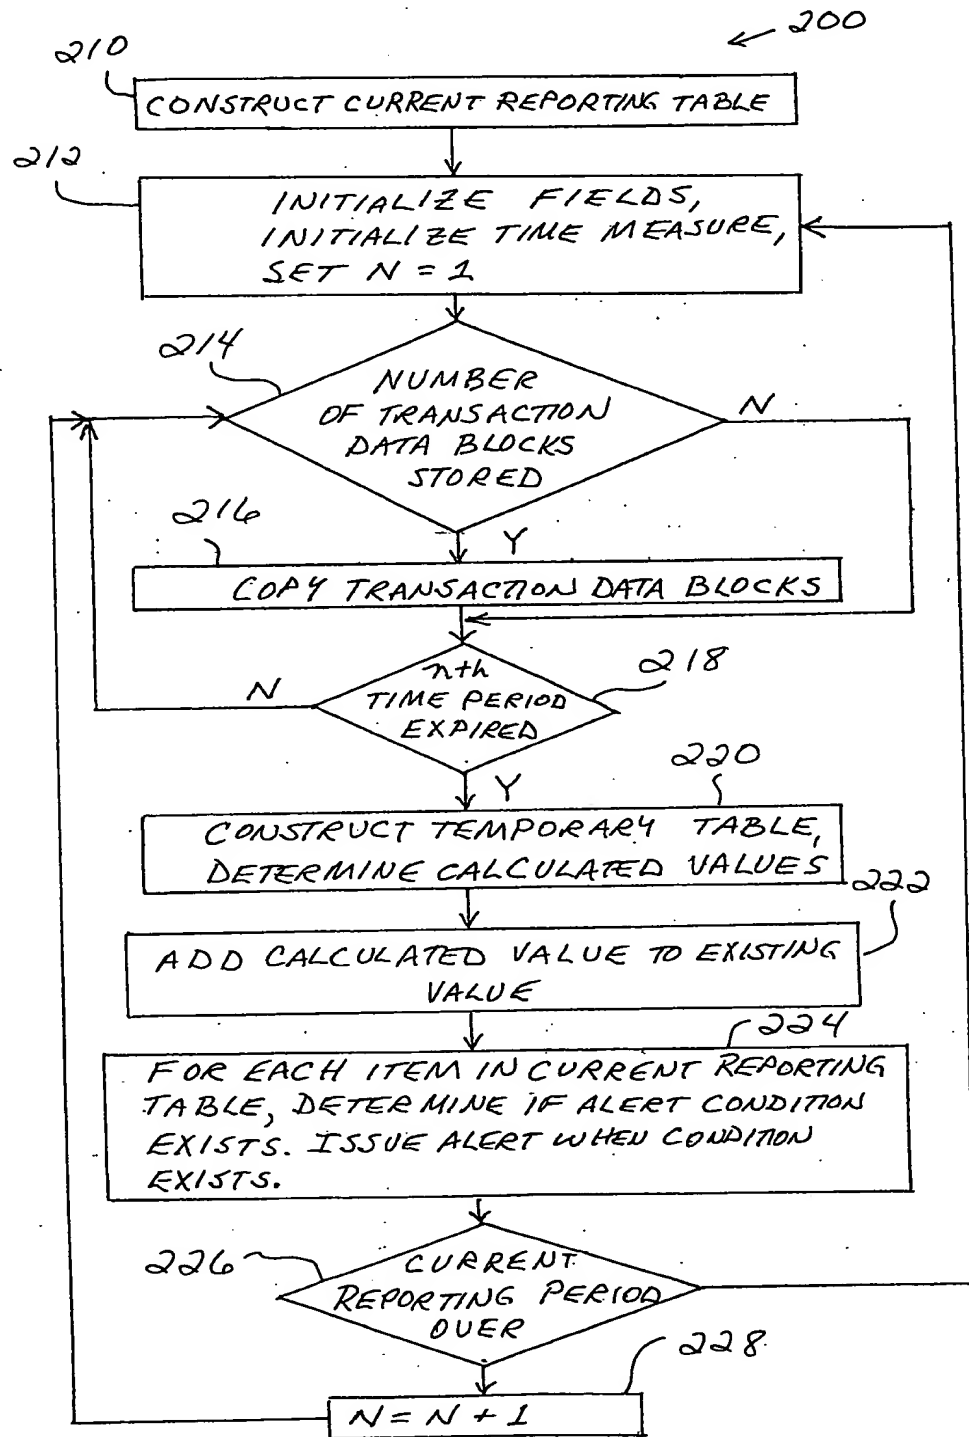 200
210
CONSTRUCT CURRENT REPORTING TABLE
212
INITIALIZE FIELDS,
INITIALIZE TIME MEASURE,
SET N = 1
214
NUMBER
OF TRANSACTION
DATA BLOCKS
STORED
N
216
Y
COPY TRANSACTION DATA BLOCKS
218
nth
TIME PERIOD
EXPIRED
N
Y
220
CONSTRUCT TEMPORARY TABLE,
DETERMINE CALCULATED VALUES
222
ADD CALCULATED VALUE TO EXISTING
VALUE
224
FOR EACH ITEM IN CURRENT REPORTING
TABLE, DETERMINE IF ALERT CONDITION
EXISTS. ISSUE ALERT WHEN CONDITION
EXISTS.
226
CURRENT
REPORTING PERIOD
OVER
228
N = N + 1